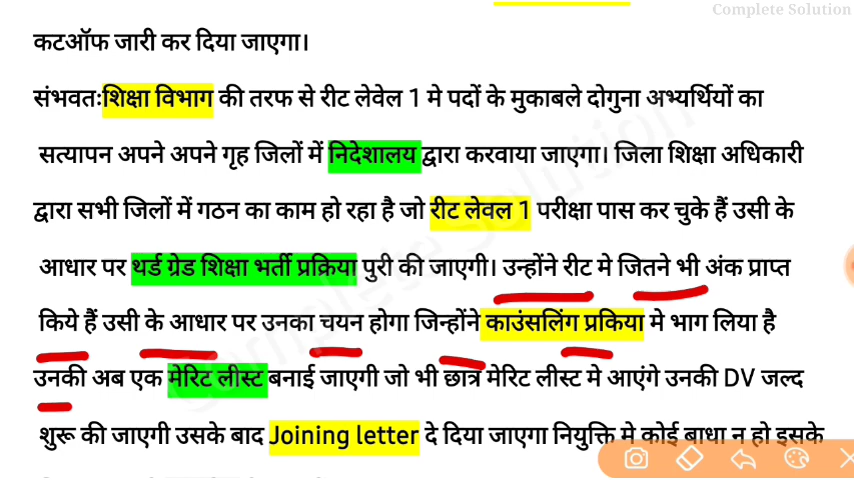 Complete Solution
कटऑफ जारी कर दिया जाएगा।
संभवतःशिक्षा विभाग की तरफ से रीट लेवेल 1 मे पदों के मुकाबले दोगुना अभ्यर्थियों का
सत्यापन अपने अपने गृह जिलों में निदेशालय द्वारा करवाया जाएगा। जिला शिक्षा अधिकारी
द्वारा सभी जिलों में गठन का काम हो रहा है जो रीट लेवल 1 परीक्षा पास कर चुके हैं उसी के
आधार पर थर्ड ग्रेड शिक्षा भर्ती प्रक्रिया पुरी की जाएगी। उन्होंने रीट मे जितने भी अंक प्राप्त
किये हैं उसी के आधार पर उनका चयन होगा जिन्होंने काउंसलिंग प्रकिया मे भाग लिया है
उनकी अब एक मेरिट लीस्ट बनाई जाएगी जो भी छात्र मेरिट लीस्ट मे आएंगे उनकी DV जल्द
शुरू की जाएगी उसके बाद Joining letter दे दिया जाएगा नियुक्ति मे कोई बाधा न हो इसके